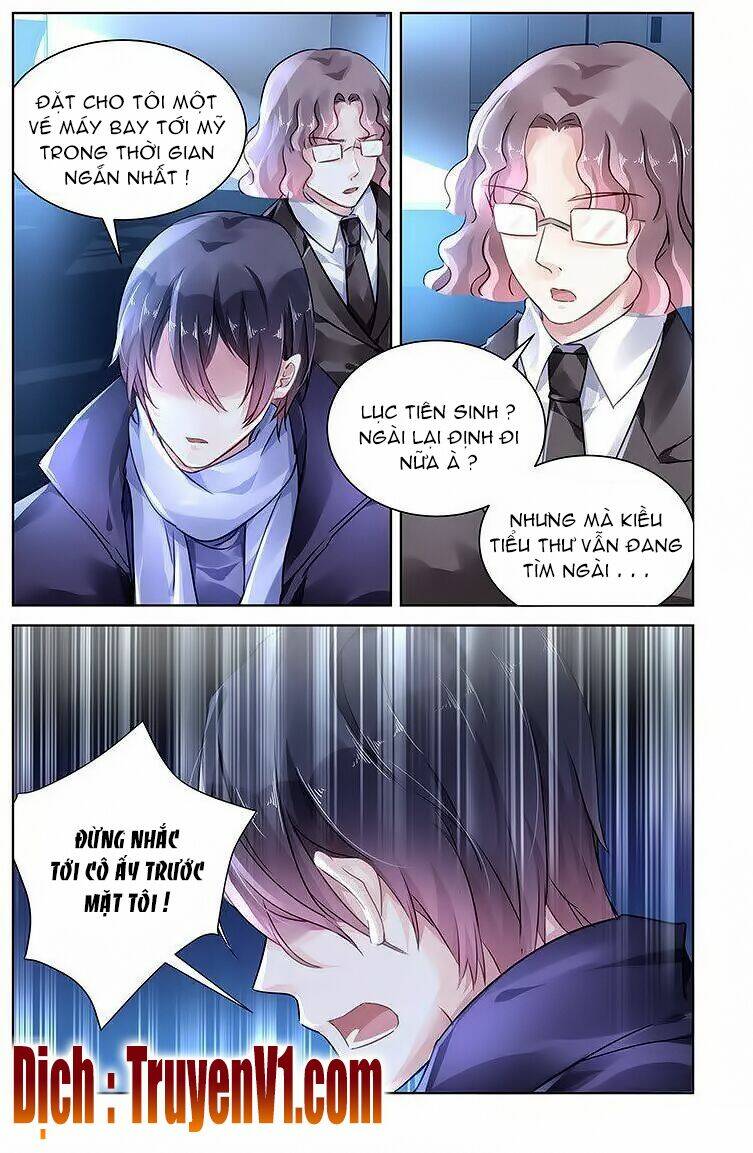 ĐẶT CHO TÔI MỘT
VÉ MÁY BAY TỚI MỸ
TRONG THỜI GIAN
NGẮN NHẤT !
LỤC TIÊN SINH ?
NGÀI LẠI ĐỊNH ĐI
NỮA À ?
NHƯNG MÀ KIỀU
TIỂU THƯ VẪN ĐANG
TÌM NGÀI . . .
ĐỪNG NHẮC
TỚI CÔ ẤY TRƯỚC
MẶT TÔI !
Dịch : TruyenV1.com